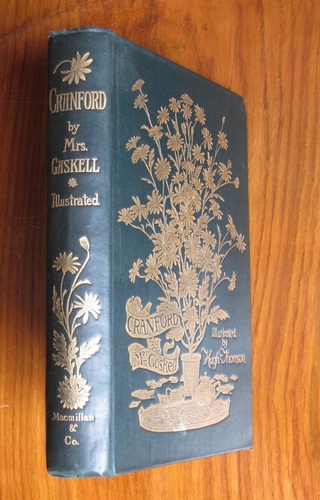 CRANFORD
by
Mrs.
GASKELL
Illustrated
Macmillan
&
Co.
CRANFORD
BY
Mrs Gaskell
Illustrated
by
Hugh Thomson